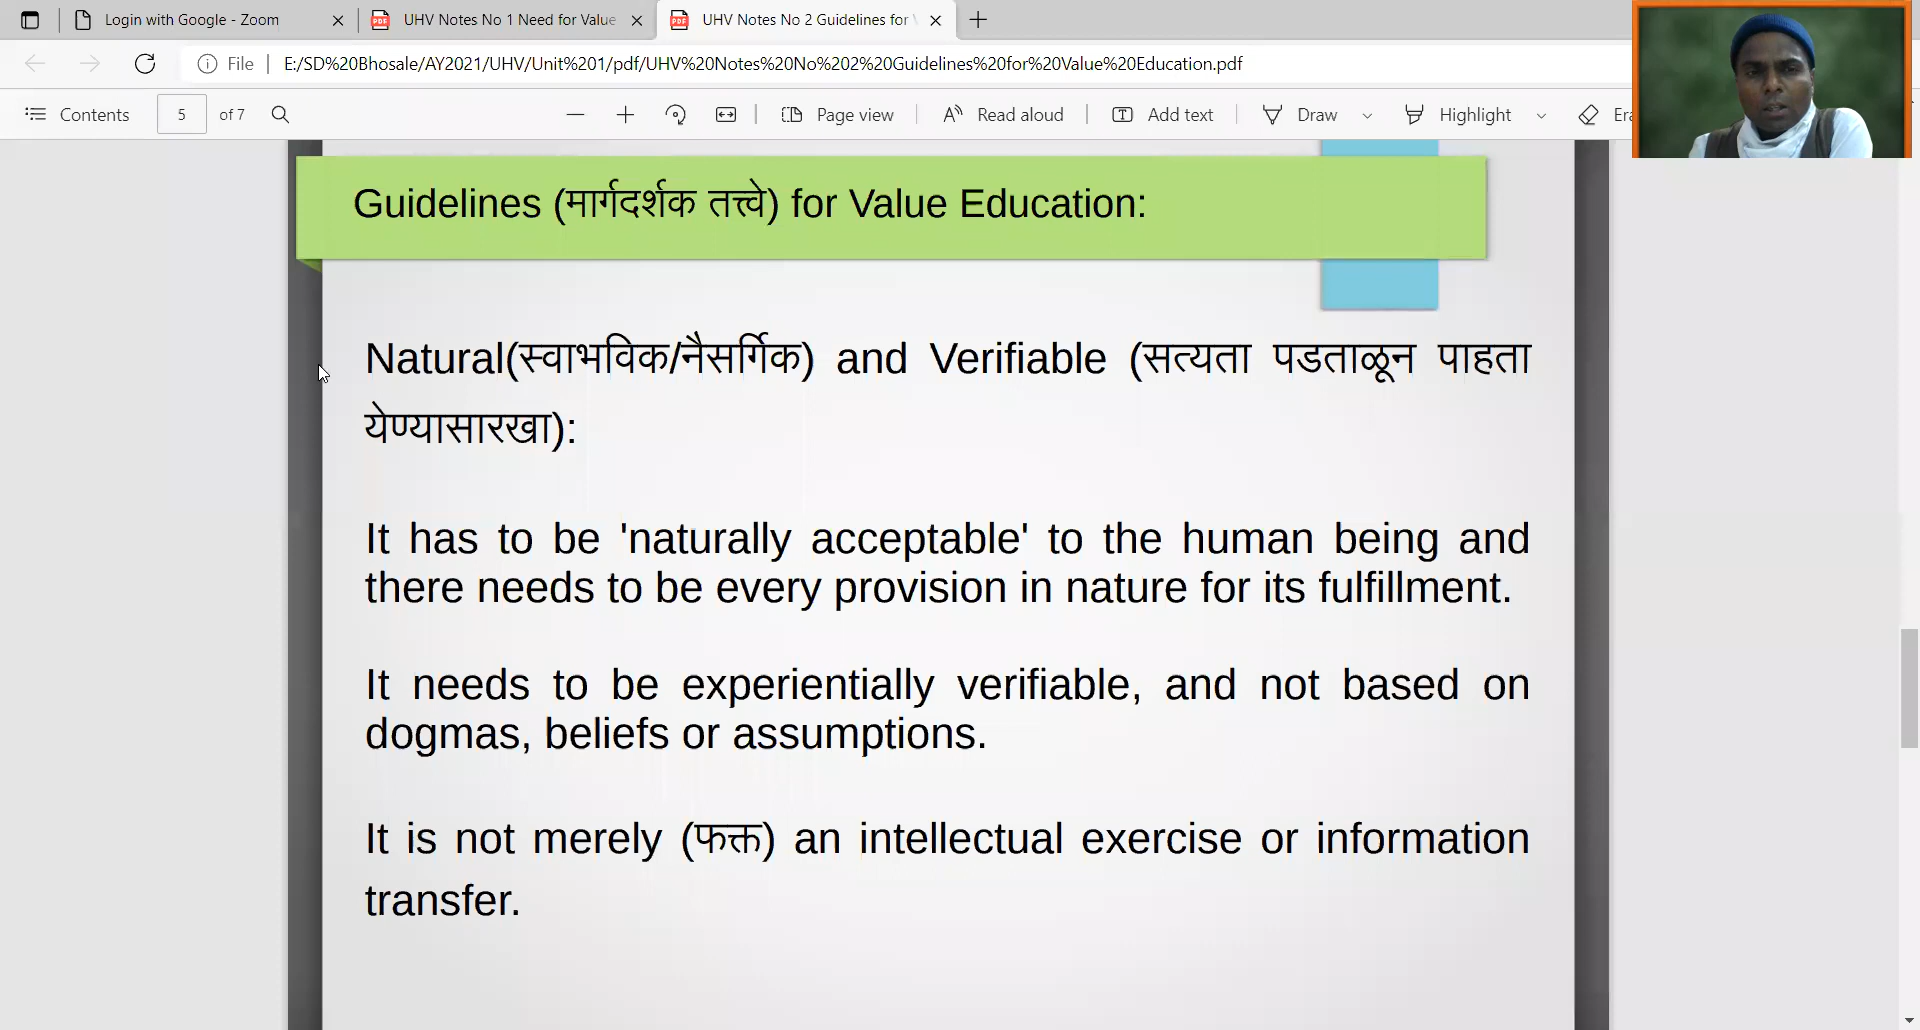 Login with Google - Zoom
UHV Notes No 1 Need for Value
UHV Notes No 2 Guidelines for
File
E:/SD%20Bhosale/AY2021/UHV/Unit%201/pdf/UHV%20Notes%20No%202%20Guidelines%20for%20Value%20Education.pdf
Contents 5 of 7 Page view Read aloud Add text Draw Highlight
Guidelines (मार्गदर्शक तत्त्वे) for Value Education:
Natural(स्वाभविक/नैसर्गिक) and Verifiable (सत्यता पडताळून पाहता
येण्यासारखा):
It has to be 'naturally acceptable' to the human being and
there needs to be every provision in nature for its fulfillment.
It needs to be experientially verifiable, and not based on
dogmas, beliefs or assumptions.
It is not merely (फक्त) an intellectual exercise or information
transfer.